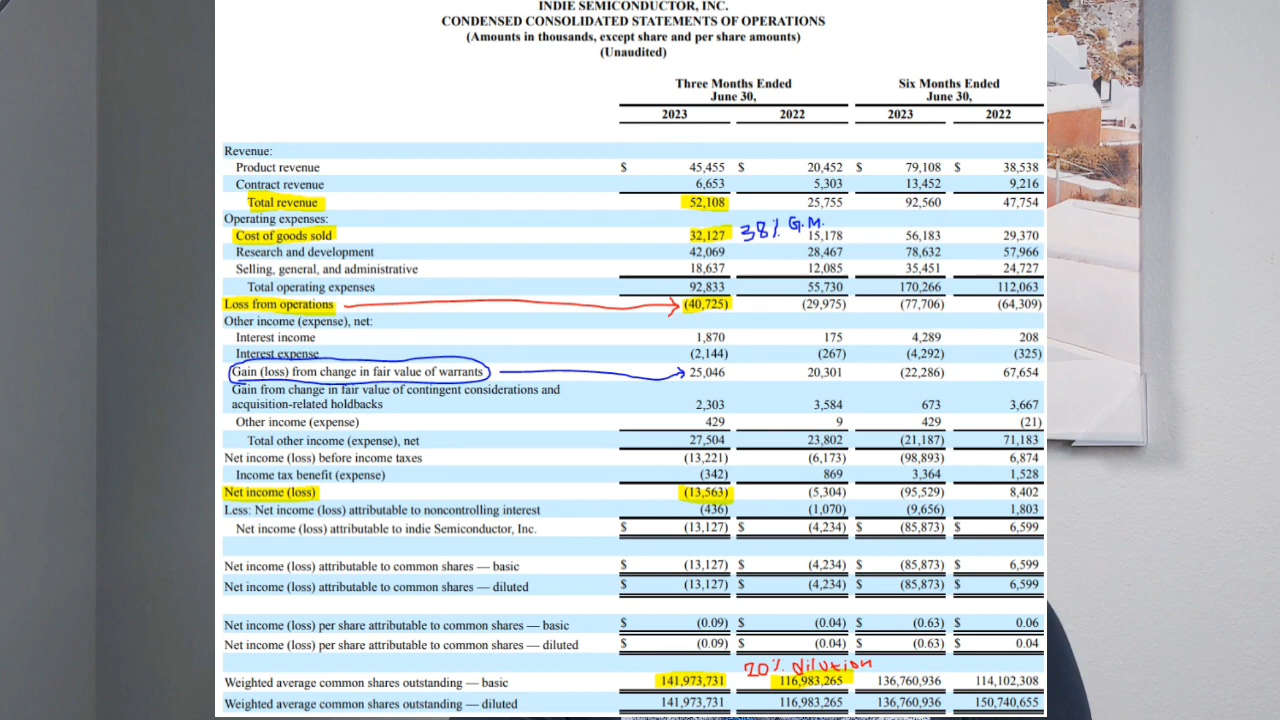 INDIE SEMICONDUCTOR, INC.
CONDENSED CONSOLIDATED STATEMENTS OF OPERATIONS
(Amounts in thousands, except share and per share amounts)
(Unaudited)
Three Months Ended June 30, Six Months Ended June 30,
2023 2022 2023 2022
Revenue:
Product revenue $ 45,455 $ 20,452 $ 79,108 $ 38,538
Contract revenue 6,653 5,303 13,452 9,216
Total revenue 52,108 25,755 92,560 47,754
Operating expenses:
38% G.M.
Cost of goods sold 32,127 15,178 56,183 29,370
Research and development 42,069 28,467 78,632 57,966
Selling, general, and administrative 18,637 12,085 35,451 24,727
Total operating expenses 92,833 55,730 170,266 112,063
Loss from operations (40,725) (29,975) (77,706) (64,309)
Other income (expense), net:
Interest income 1,870 175 4,289 208
Interest expense (2,144) (267) (4,292) (325)
Gain (loss) from change in fair value of warrants 25,046 20,301 (22,286) 67,654
Gain from change in fair value of contingent considerations and
acquisition-related holdbacks 2,303 3,584 673 3,667
Other income (expense) 429 9 429 (21)
Total other income (expense), net 27,504 23,802 (21,187) 71,183
Net income (loss) before income taxes (13,221) (6,173) (98,893) 6,874
Income tax benefit (expense) (342) 869 3,364 1,528
Net income (loss) (13,563) (5,304) (95,529) 8,402
Less: Net income (loss) attributable to noncontrolling interest (436) (1,070) (9,656) 1,803
Net income (loss) attributable to indie Semiconductor, Inc. $ (13,127) $ (4,234) $ (85,873) $ 6,599
Net income (loss) attributable to common shares — basic $ (13,127) $ (4,234) $ (85,873) $ 6,599
Net income (loss) attributable to common shares — diluted $ (13,127) $ (4,234) $ (85,873) $ 6,599
Net income (loss) per share attributable to common shares — basic $ (0.09) $ (0.04) $ (0.63) $ 0.06
Net income (loss) per share attributable to common shares — diluted $ (0.09) $ (0.04) $ (0.63) $ 0.04
20% dilution
Weighted average common shares outstanding — basic 141,973,731 116,983,265 136,760,936 114,102,308
Weighted average common shares outstanding — diluted 141,973,731 116,983,265 136,760,936 150,740,655